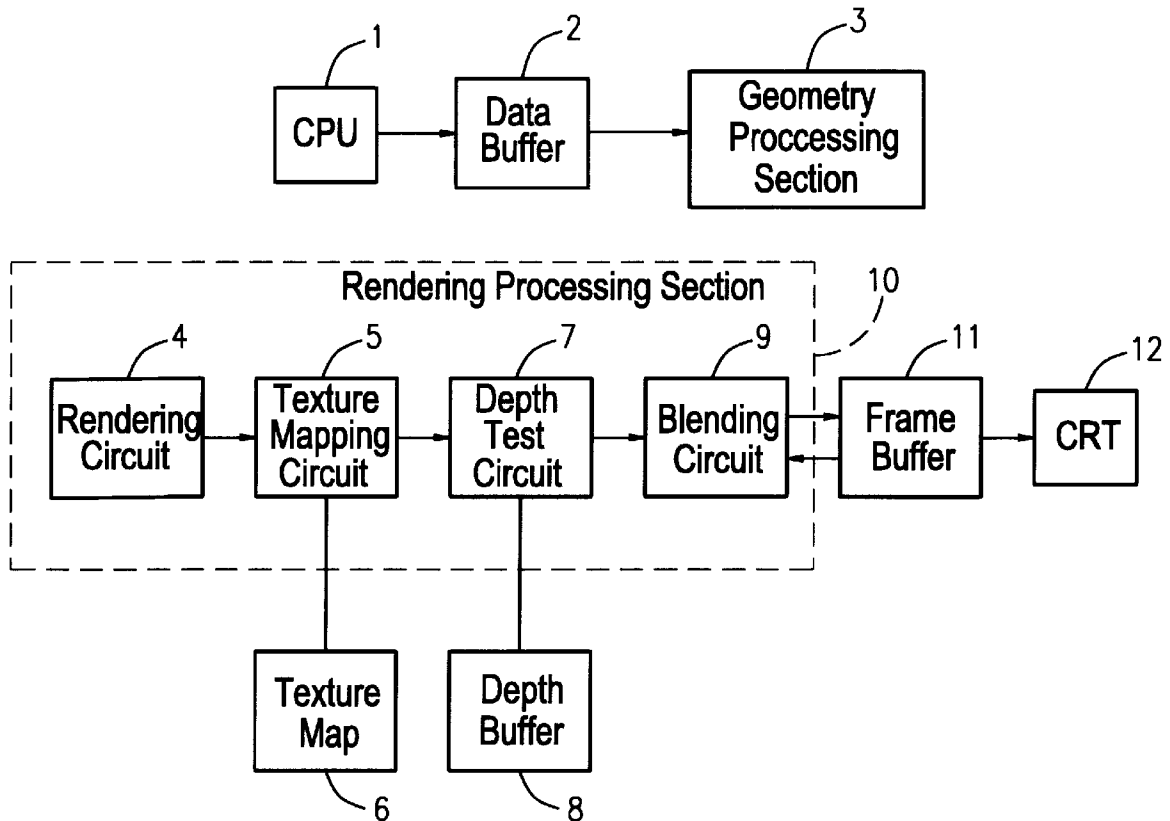 1
2
3
CPU
Data
Buffer
Geometry
Proccessing
Section
Rendering Processing Section
10
4
5
7
9
11
12
Rendering
Circuit
Texture
Mapping
Circuit
Depth
Test
Circuit
Blending
Circuit
Frame
Buffer
CRT
Texture
Map
Depth
Buffer
6
8